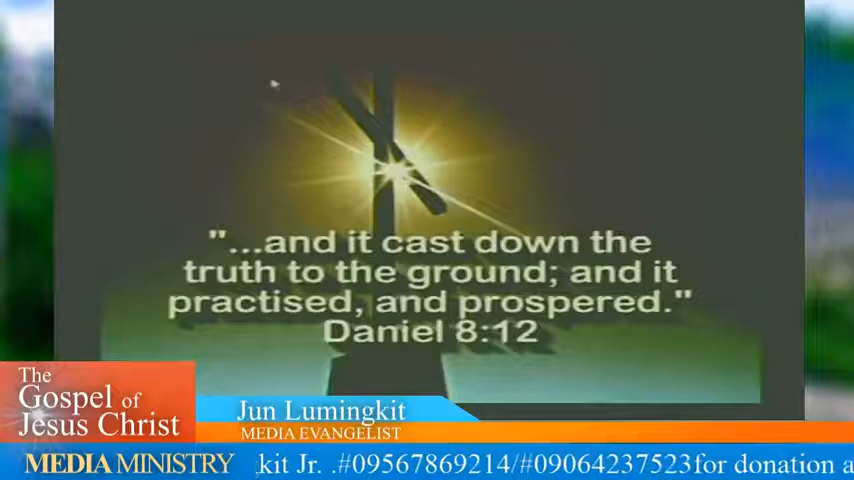 "...and it cast down the
truth to the ground; and it
practised, and prospered."
Daniel 8:12
The
Gospel of
Jesus Christ
Jun Lumingkit
MEDIA EVANGELIST
MEDIA MINISTRY
kit Jr. .#09567869214/#09064237523for donation a